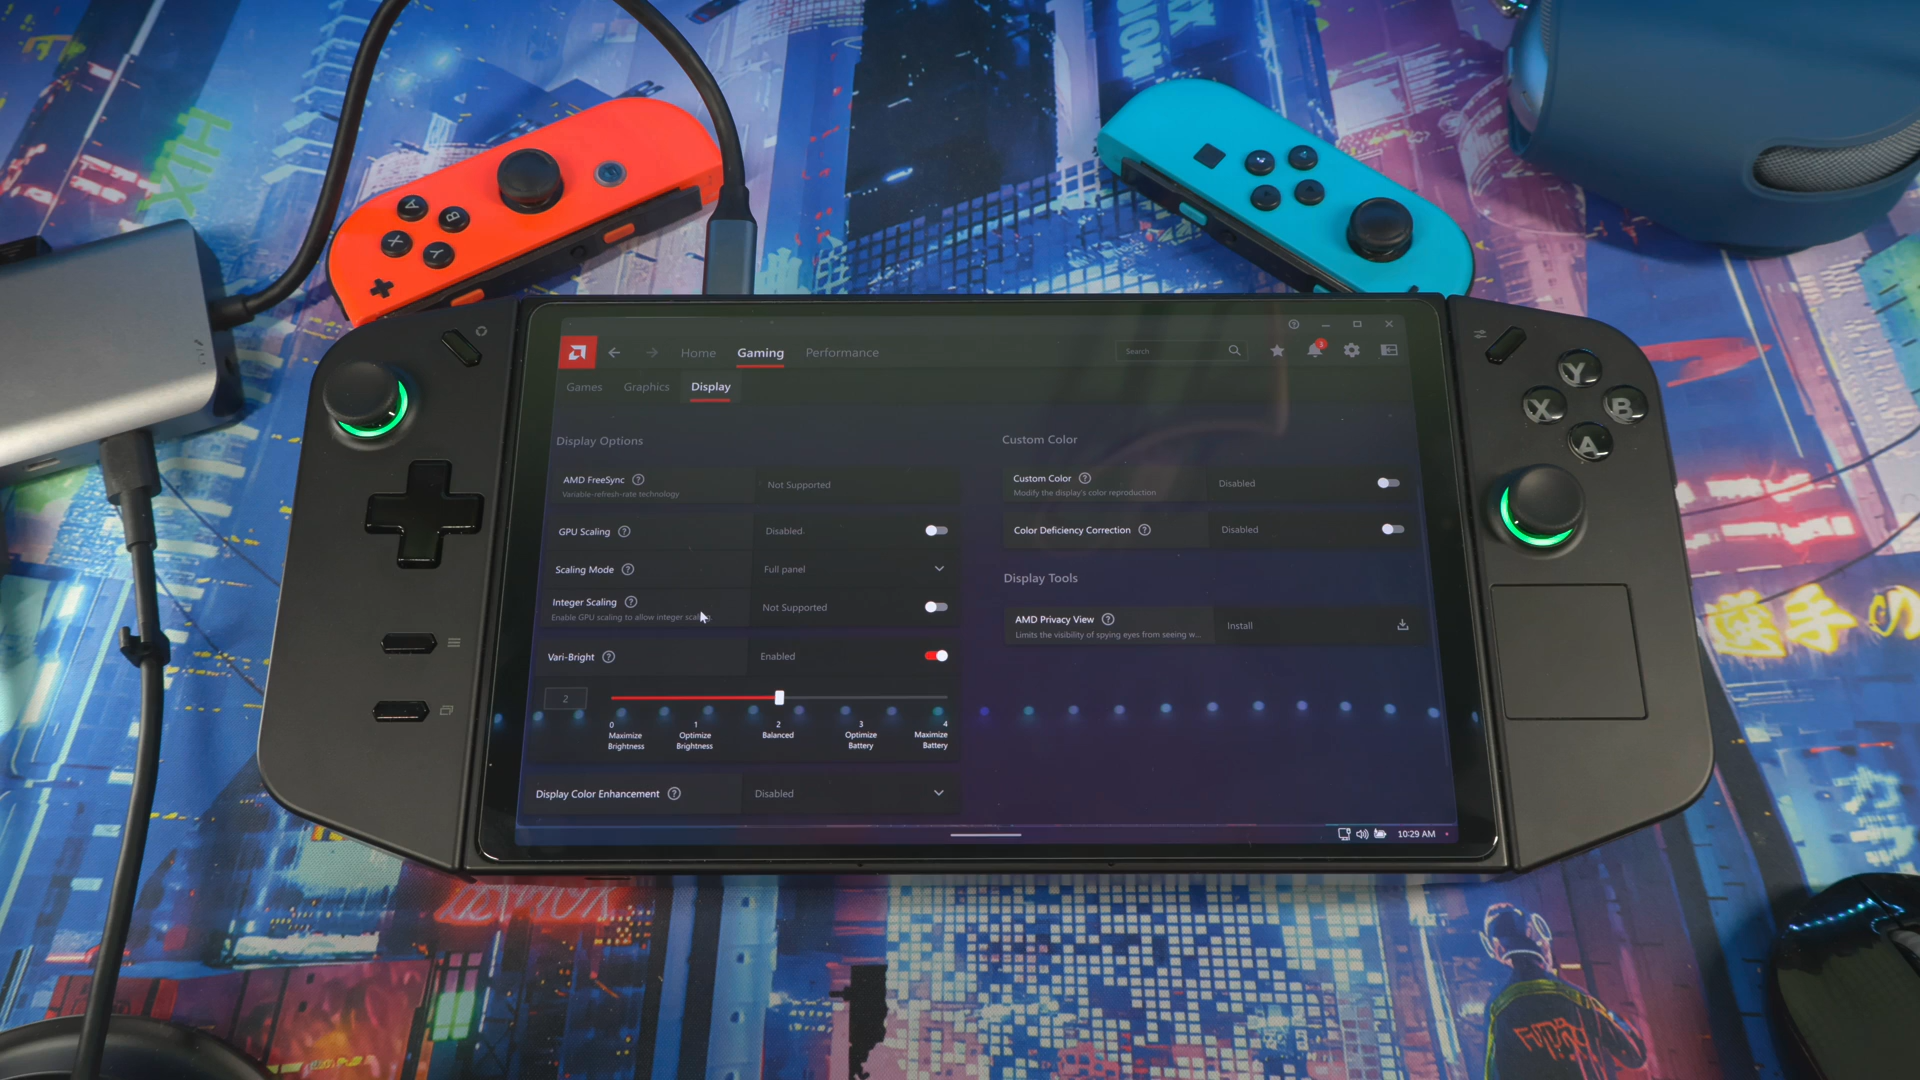 HIX
A
B
X
Y
Home
Gaming
Performance
Search
1
Games
Graphics
Display
Display Options
AMD FreeSync
Variable-refresh-rate technology
Not Supported
GPU Scaling
Disabled
Scaling Mode
Full panel
Integer Scaling
Enable GPU scaling to allow integer
Not Supported
Vari-Bright
Enabled
2
0
Maximize
Brightness
1
Optimize
Brightness
2
Balanced
3
Optimize
Battery
4
Maximize
Battery
Display Color Enhancement
Disabled
Custom Color
Custom Color
Modify the display's color reproduction
Disabled
Color Deficiency Correction
Disabled
Display Tools
AMD Privacy View
Limits the visibility of spying eyes from seeing w...
Install
10:29 AM
Y
X
B
A